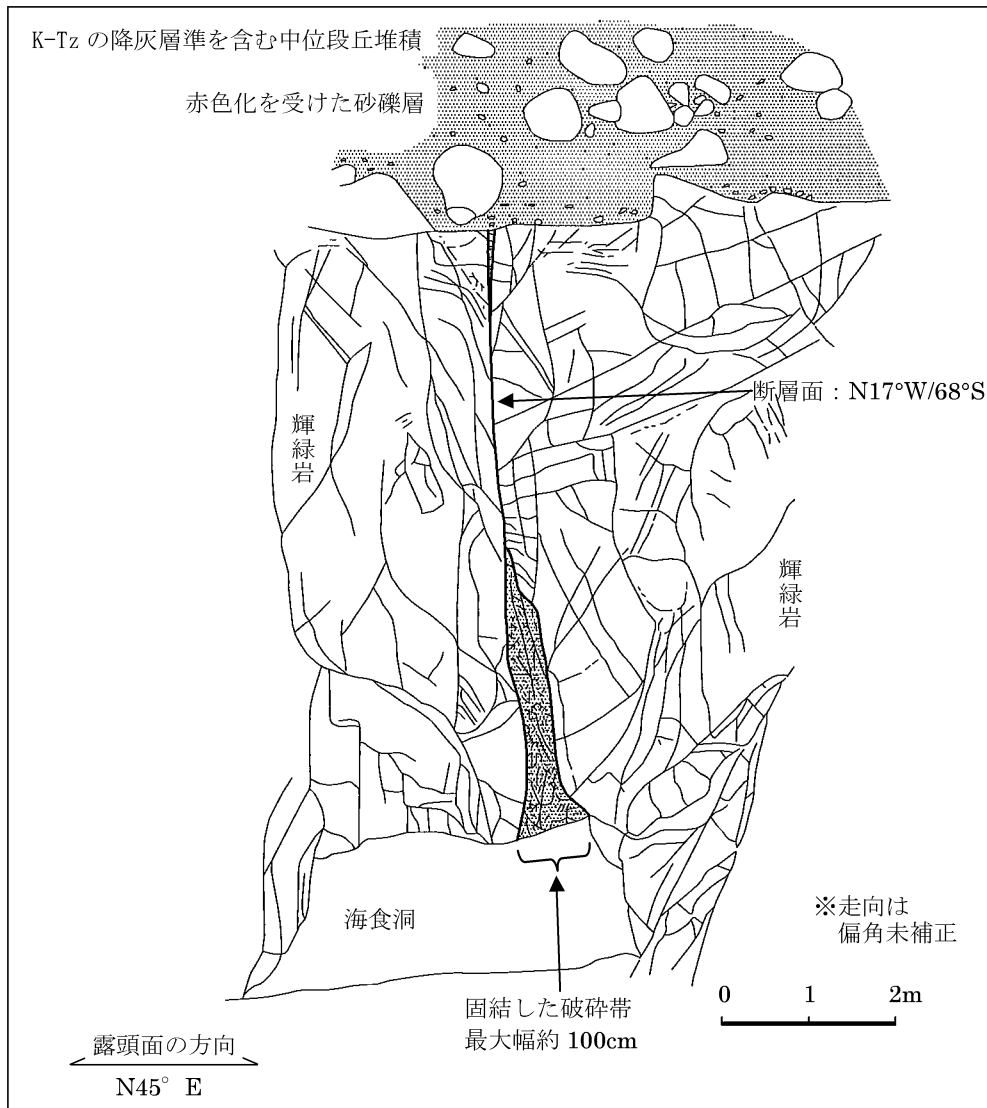 K-Tz の降灰層準を含む中位段丘堆積
赤色化を受けた砂礫層
断層面：N17°W/68°S
輝緑岩
輝緑岩
海食洞
※走向は
偏角未補正
固結した破砕帯
最大幅約 100cm
0 1 2m
露頭面の方向
N45° E